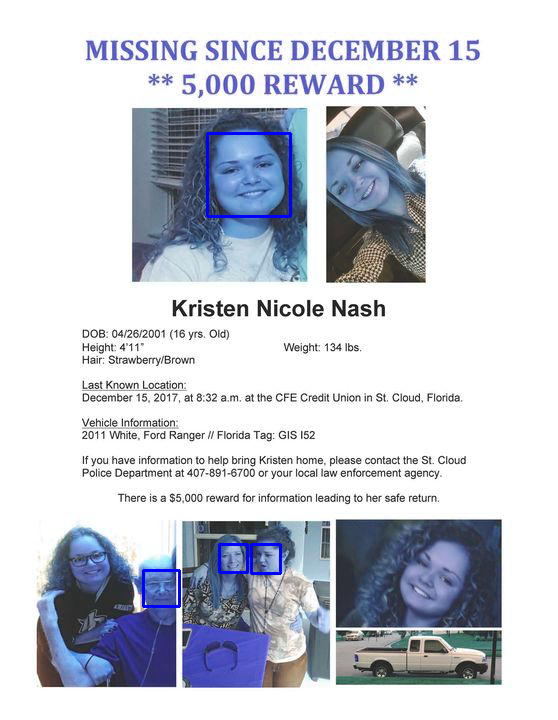 MISSING SINCE DECEMBER 15
** 5,000 REWARD **
Kristen Nicole Nash
DOB: 04/26/2001 (16 yrs. Old)
Height: 4'11” Weight: 134 lbs.
Hair: Strawberry/Brown
Last Known Location:
December 15, 2017, at 8:32 a.m. at the CFE Credit Union in St. Cloud, Florida.
Vehicle Information:
2011 White, Ford Ranger // Florida Tag: GIS I52
If you have information to help bring Kristen home, please contact the St. Cloud
Police Department at 407-891-6700 or your local law enforcement agency.
There is a $5,000 reward for information leading to her safe return.